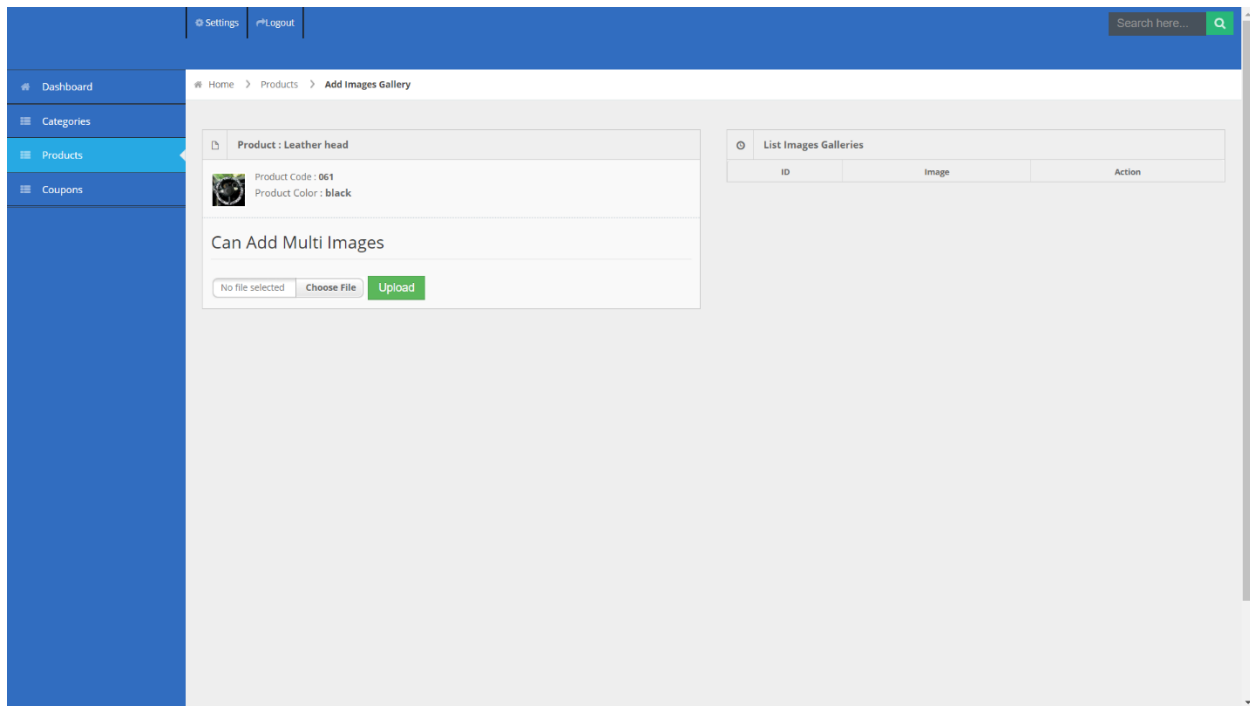 Settings
Logout
Search here...
Dashboard
Categories
Products
Coupons
Home > Products > Add Images Gallery
Product : Leather head
Product Code : 061
Product Color : black
Can Add Multi Images
No file selected Choose File Upload
List Images Galleries
ID Image Action